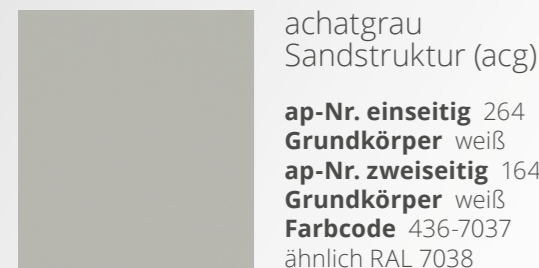 achatgrau
Sandstruktur (acg)
ap-Nr. einseitig 264
Grundkörper weiß
ap-Nr. zweiseitig 164
Grundkörper weiß
Farbcode 436-7037
ähnlich RAL 7038